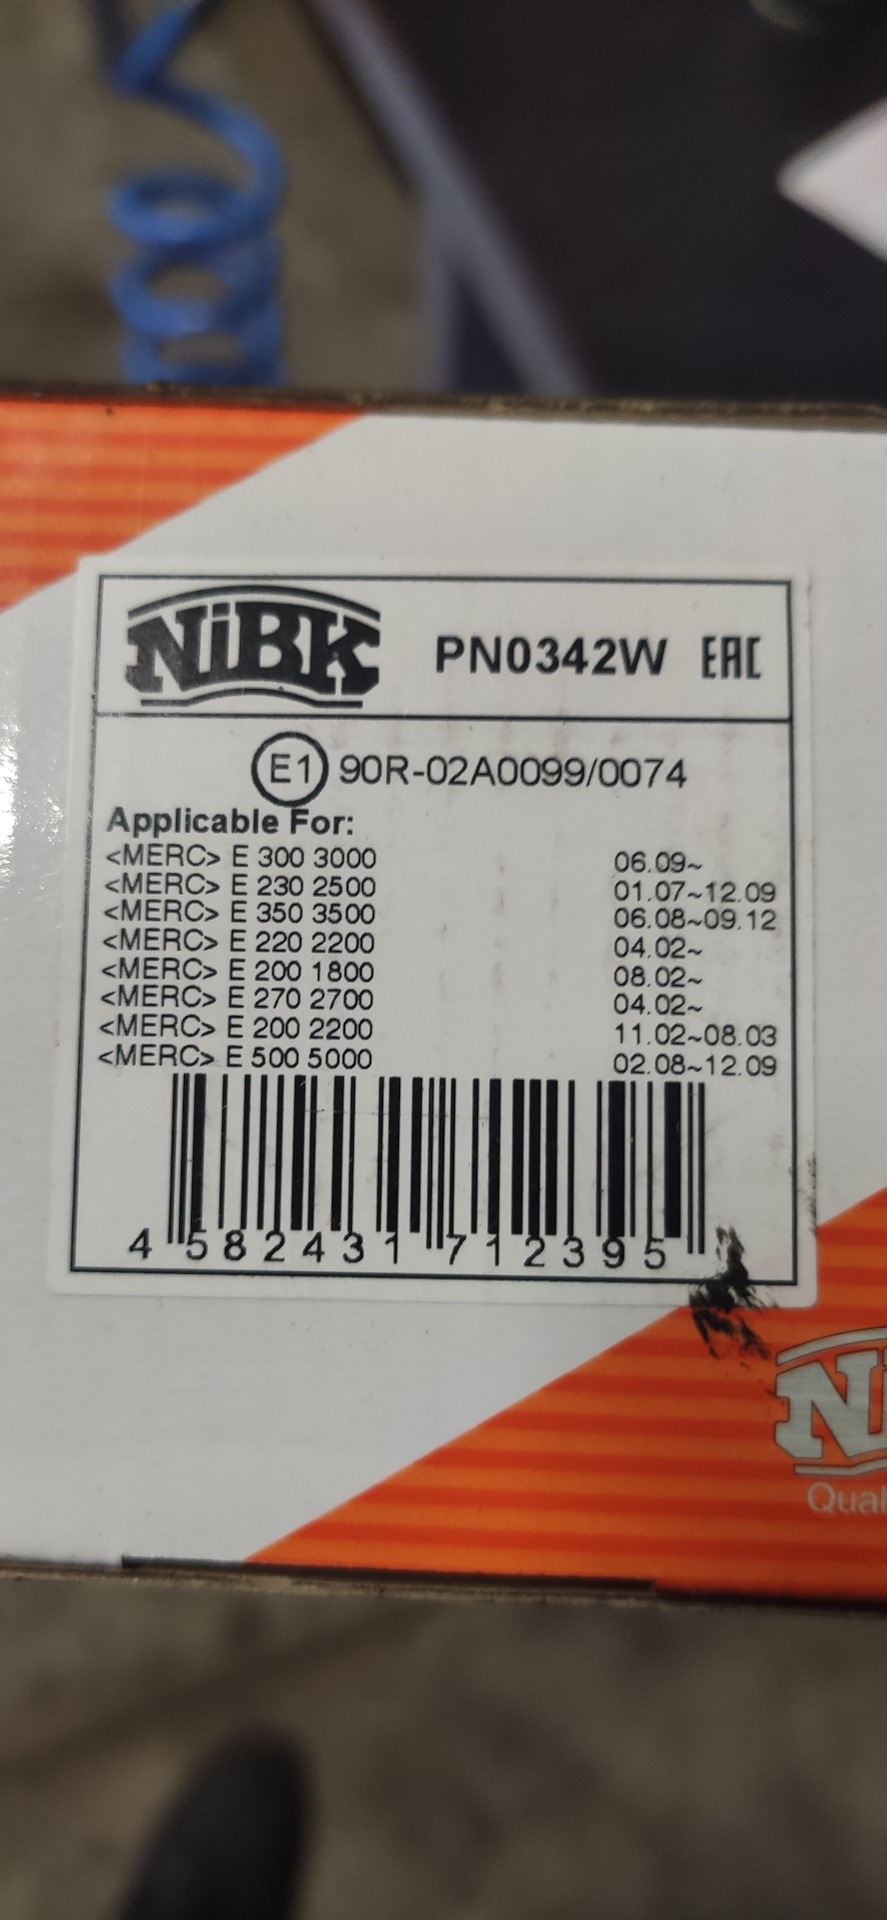 NiBK PN0342W EAC
E1 90R-02A0099/0074
Applicable For:
<MERC> E 300 3000 06.09~
<MERC> E 230 2500 01.07~12.09
<MERC> E 350 3500 06.08~09.12
<MERC> E 220 2200 04.02~
<MERC> E 200 1800 08.02~
<MERC> E 270 2700 04.02~
<MERC> E 200 2200 11.02~08.03
<MERC> E 500 5000 02.08~12.09
4 582431 712395